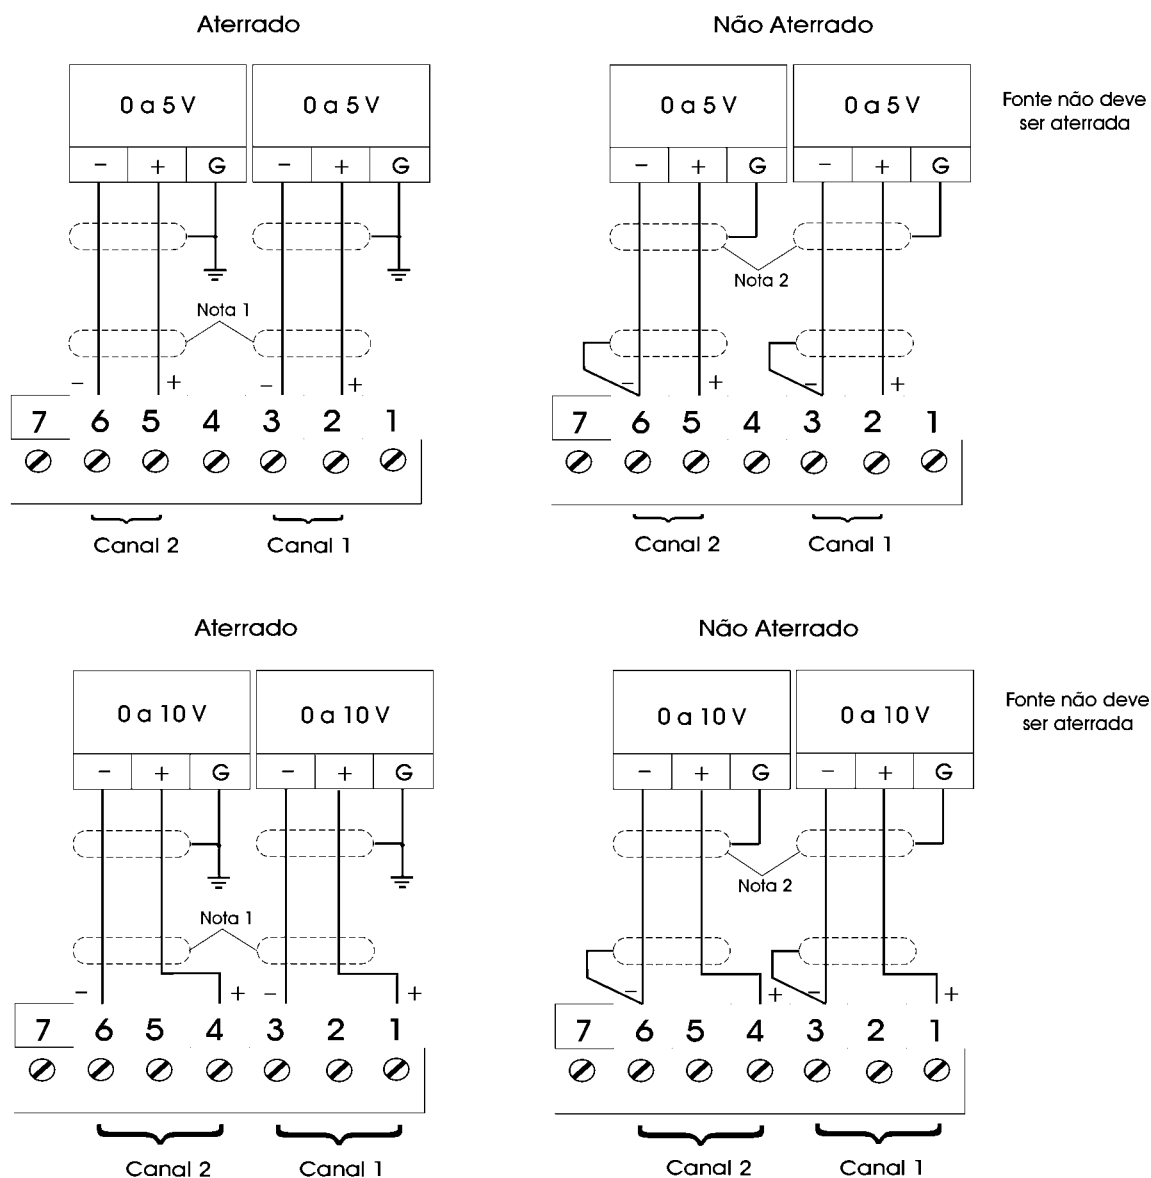 Aterrado
Não Aterrado
0 a 5 V
0 a 5 V
0 a 5 V
0 a 5 V
Fonte não deve
ser aterrada
− + G − + G
− + G − + G
Nota 1
Nota 2
− + − +
− + − +
7 6 5 4 3 2 1
7 6 5 4 3 2 1
Canal 2
Canal 1
Canal 2
Canal 1
Aterrado
Não Aterrado
0 a 10 V
0 a 10 V
0 a 10 V
0 a 10 V
Fonte não deve
ser aterrada
− + G − + G
− + G − + G
Nota 1
Nota 2
− + − +
− + − +
7 6 5 4 3 2 1
7 6 5 4 3 2 1
Canal 2
Canal 1
Canal 2
Canal 1